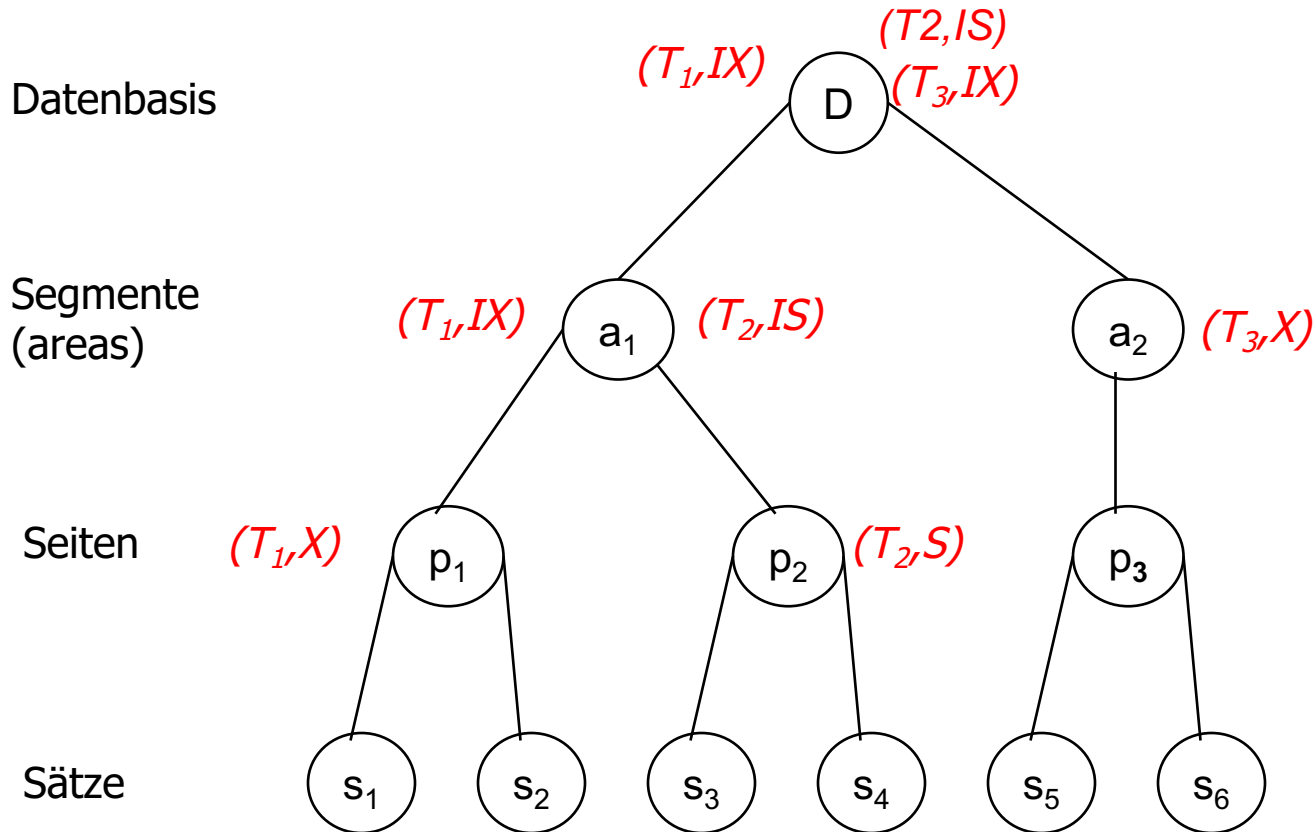 (T2,IS)
Datenbasis (T₁,IX) D (T₃,IX)
Segmente
(areas) (T₁,IX) a₁ (T₂,IS) a₂ (T₃,X)
Seiten (T₁,X) p₁ p₂ (T₂,S) p₃
Sätze s₁ s₂ s₃ s₄ s₅ s₆